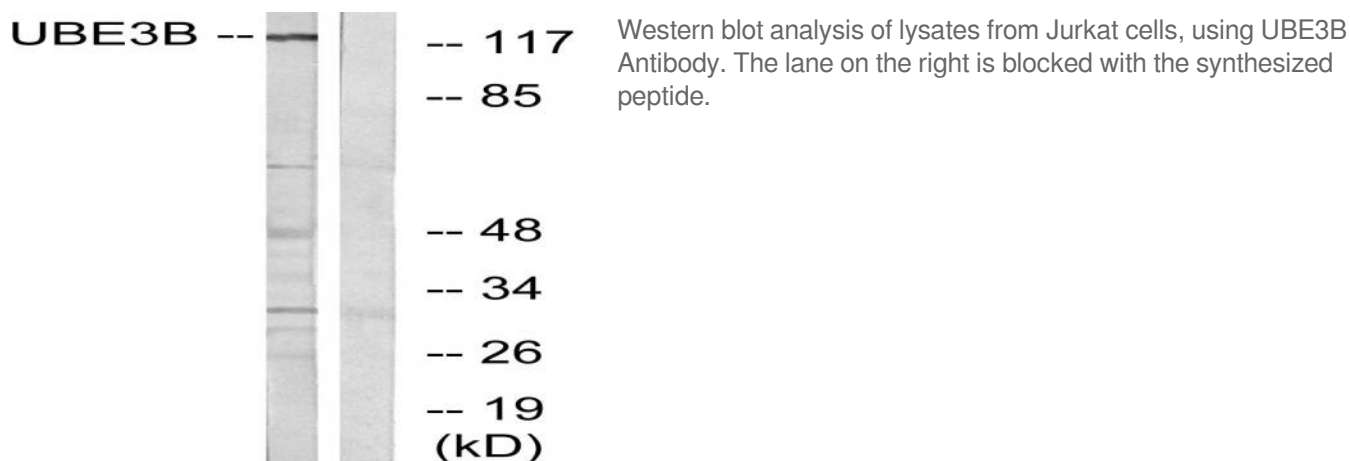 UBE3B --
-- 117
-- 85
-- 48
-- 34
-- 26
-- 19
(kD)
Western blot analysis of lysates from Jurkat cells, using UBE3B
Antibody. The lane on the right is blocked with the synthesized
peptide.